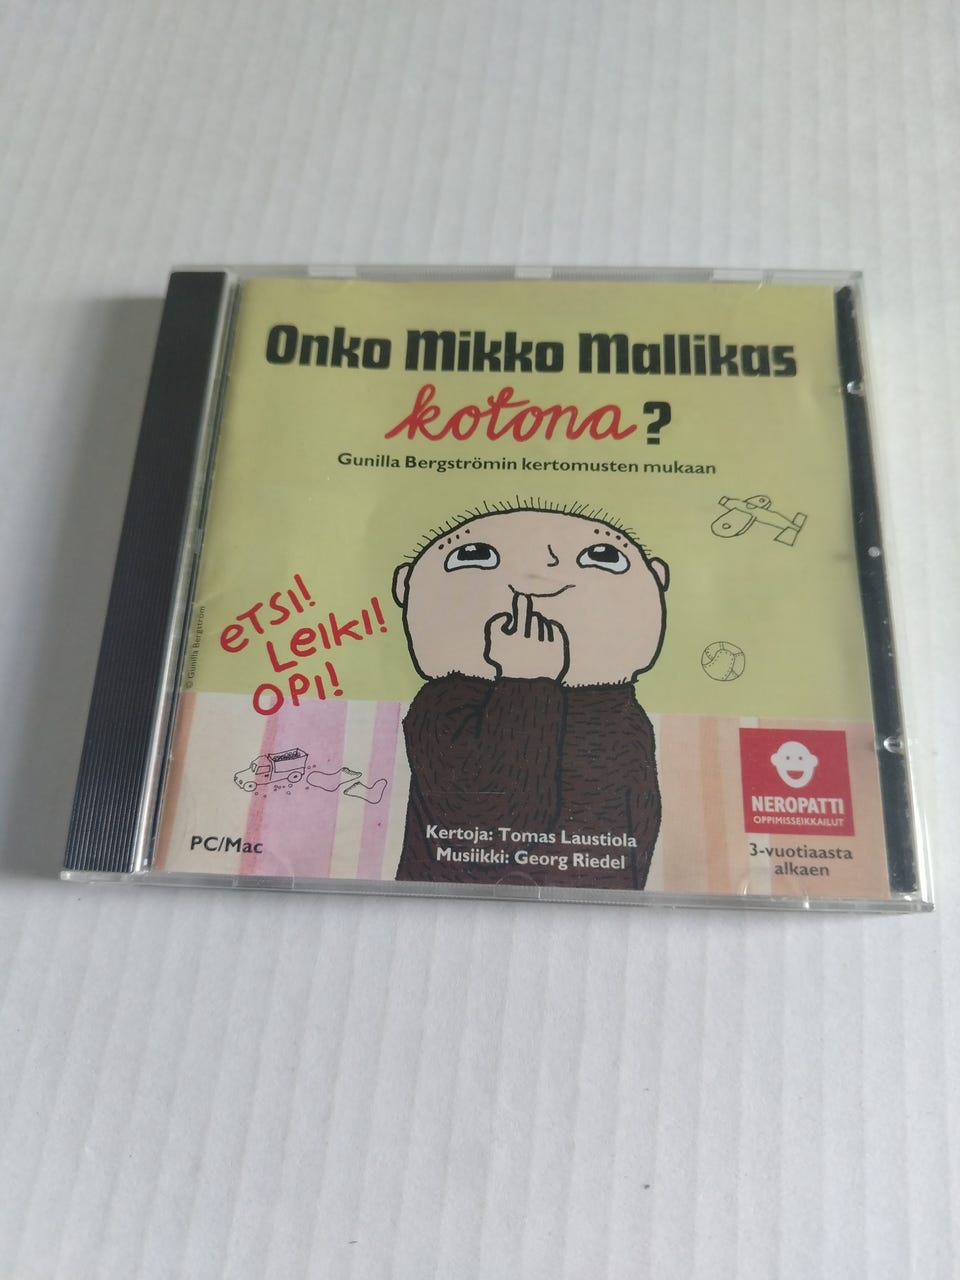 Onko Mikko Mallikas
kotona?
Gunilla Bergströmin kertomusten mukaan
eTSI!
LeIKI!
OPI!
© Gunilla Bergström
NEROPATTI
OPPIMISSEIKKAILUT
PC/Mac
Kertoja: Tomas Laustiola
Musiikki: Georg Riedel
3-vuotiaasta
alkaen